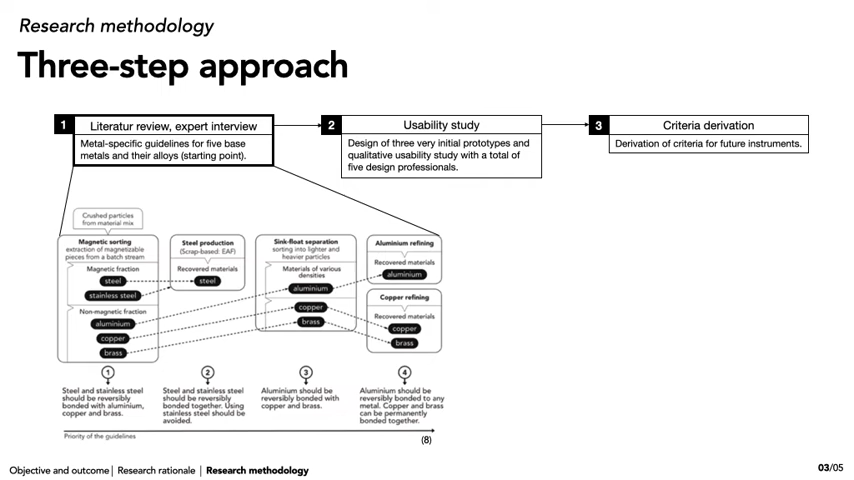 Research methodology
Three-step approach
1
Literatur review, expert interview
Metal-specific guidelines for five base
metals and their alloys (starting point).
2
Usability study
Design of three very initial prototypes and
qualitative usability study with a total of
five design professionals.
3
Criteria derivation
Derivation of criteria for future instruments.
Crushed particles
from material mix
Magnetic sorting
extraction of magnetizable
pieces from a batch stream
Magnetic fraction
steel
stainless steel
Non-magnetic fraction
aluminium
copper
brass
Steel production
(Scrap-based: EAF)
Recovered materials
steel
Sink-float separation
sorting into lighter and
heavier particles
Materials of various
densities
aluminium
copper
brass
Aluminium refining
Recovered materials
aluminium
Copper refining
Recovered materials
copper
brass
1
Steel and stainless steel
should be reversibly
bonded with aluminium,
copper and brass.
2
Steel and stainless steel
should be reversibly
bonded together. Using
stainless steel should be
avoided.
3
Aluminium should be
reversibly bonded with
copper and brass.
4
Aluminium should be
reversibly bonded to any
metal. Copper and brass
can be permanently
bonded together.
Priority of the guidelines
(8)
Objective and outcome | Research rationale | Research methodology
03/05